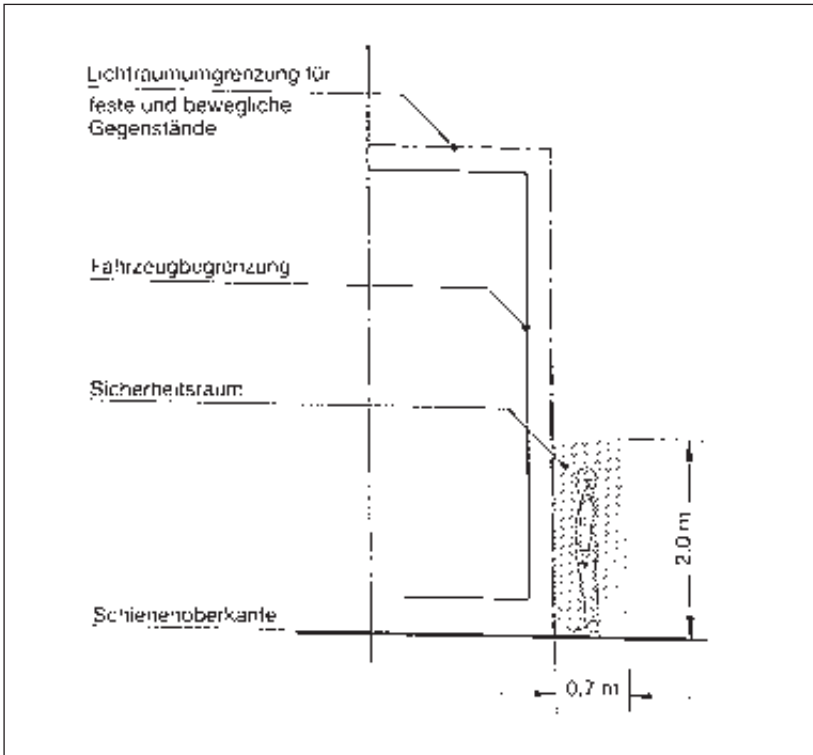 Lichtraumumgrenzung für
feste und bewegliche
Gegenstände
Fahrzeugbegrenzung
Sicherheitsraum
2.0 m
Schienenoberkante
0,7 m